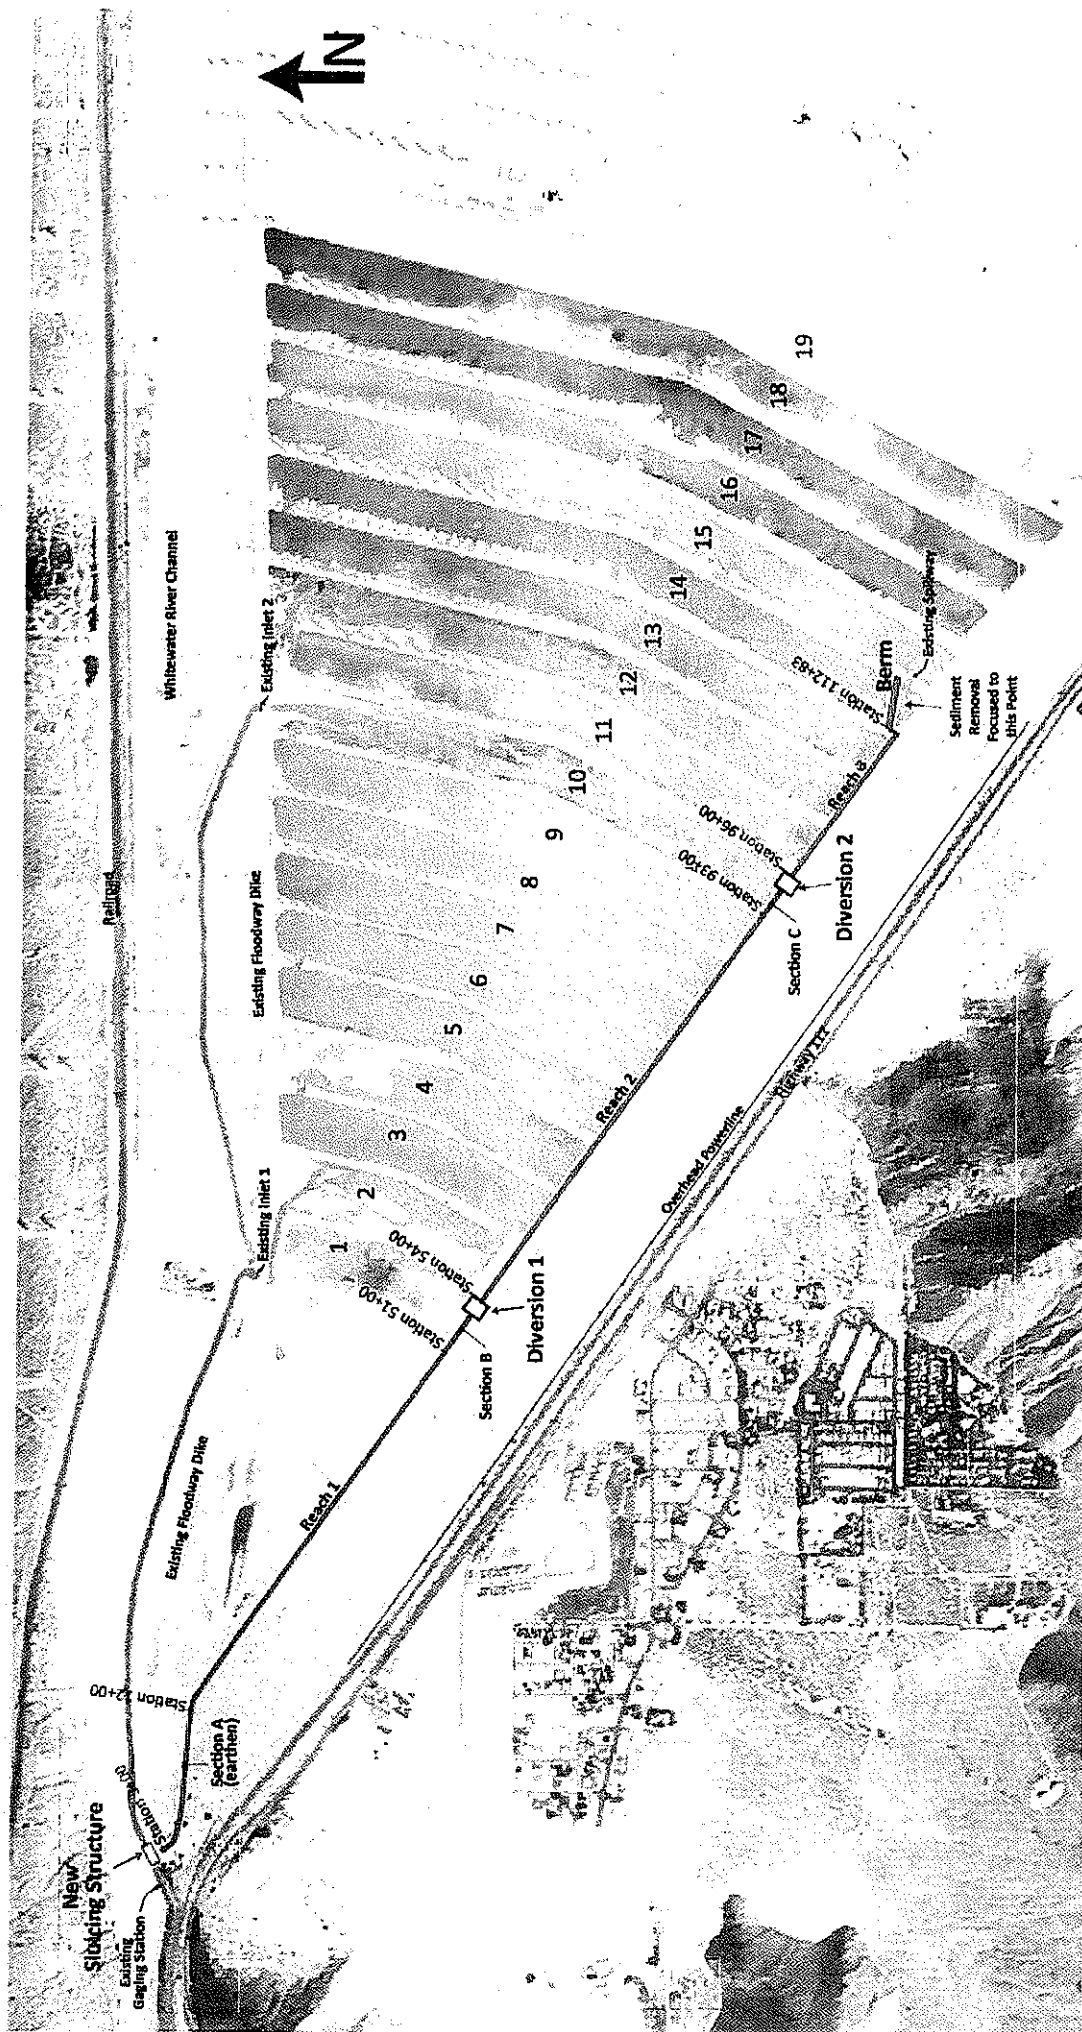 N
Railroad
Whitewater River Channel
New
Sluicing Structure
Existing
Gaging Station
Station
Station 12+00
Section A
(earthen)
Existing Floodway Dike
Existing Inlet 1
Existing Floodway Dike
Existing Inlet 2
Reach 1
Station 51+00
Station 54+00
Section B
Diversion 1
Reach 2
Overhead Powerline
Highway 111
Station 93+00
Station 96+00
Section C
Diversion 2
Reach 3
Station 112+83
Berm
Existing Spillway
Sediment
Removal
Focused to
this Point
1
2
3
4
5
6
7
8
9
10
11
12
13
14
15
16
17
18
19